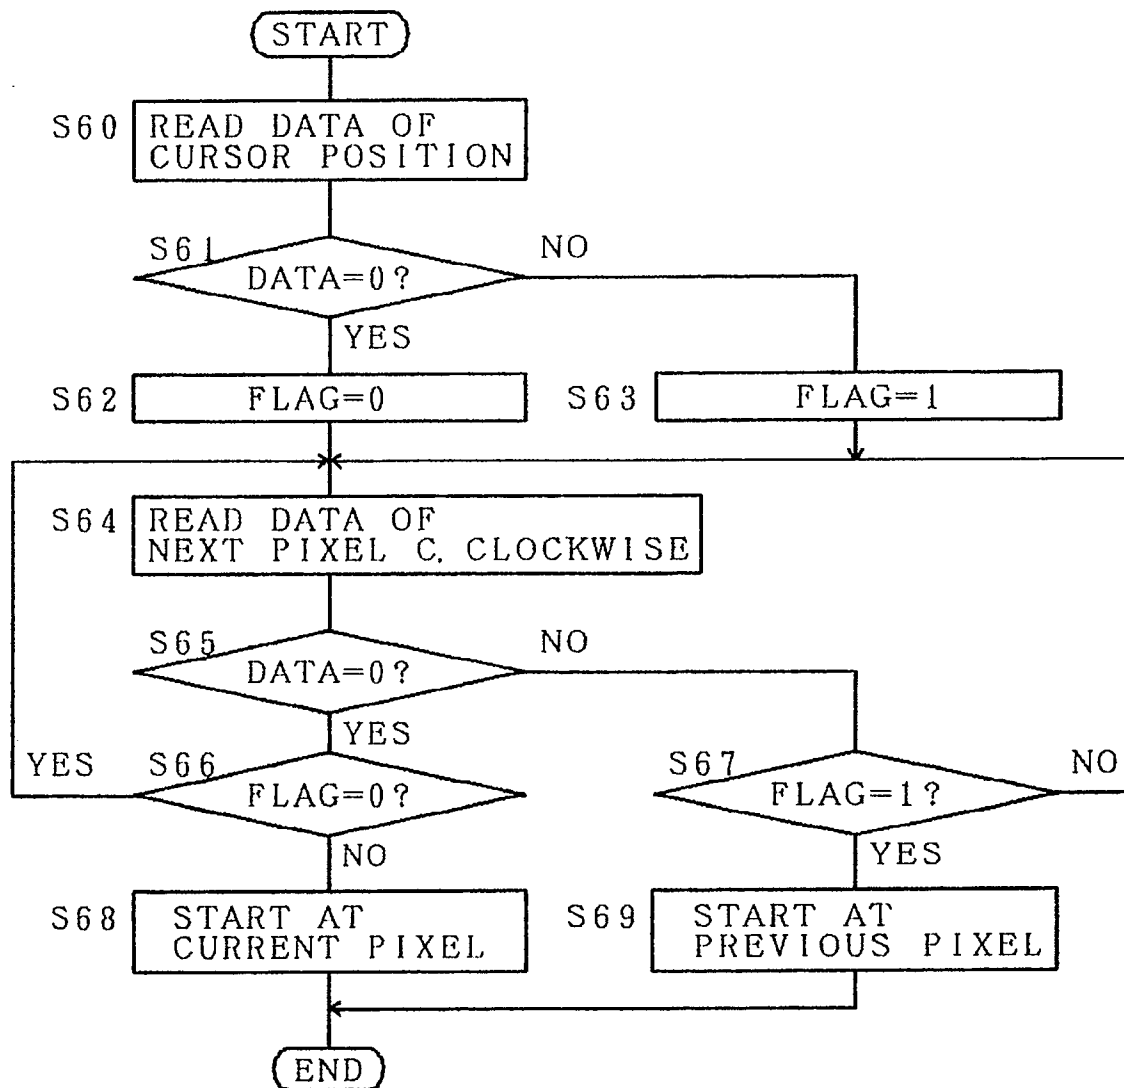 START
S60
READ DATA OF
CURSOR POSITION
S61
DATA=0?
NO
YES
S62
FLAG=0
S63
FLAG=1
S64
READ DATA OF
NEXT PIXEL C. CLOCKWISE
S65
DATA=0?
NO
YES
YES
S66
FLAG=0?
S67
FLAG=1?
NO
NO
YES
S68
START AT
CURRENT PIXEL
S69
START AT
PREVIOUS PIXEL
END